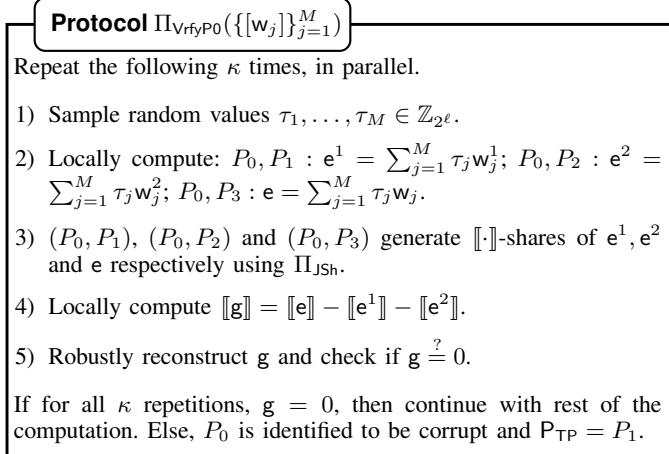 Protocol Π_VrfyP0({[w_j]}_{j=1}^M)
Repeat the following κ times, in parallel.
1) Sample random values τ_1, . . . , τ_M ∈ ℤ_{2^ℓ}.
2) Locally compute: P_0, P_1 : e^1 = ∑_{j=1}^M τ_j w_j^1; P_0, P_2 : e^2 =
∑_{j=1}^M τ_j w_j^2; P_0, P_3 : e = ∑_{j=1}^M τ_j w_j.
3) (P_0, P_1), (P_0, P_2) and (P_0, P_3) generate ⟦·⟧-shares of e^1, e^2
and e respectively using Π_JSh.
4) Locally compute ⟦g⟧ = ⟦e⟧ − ⟦e^1⟧ − ⟦e^2⟧.
5) Robustly reconstruct g and check if g ≟ 0.
If for all κ repetitions, g = 0, then continue with rest of the
computation. Else, P_0 is identified to be corrupt and P_TP = P_1.